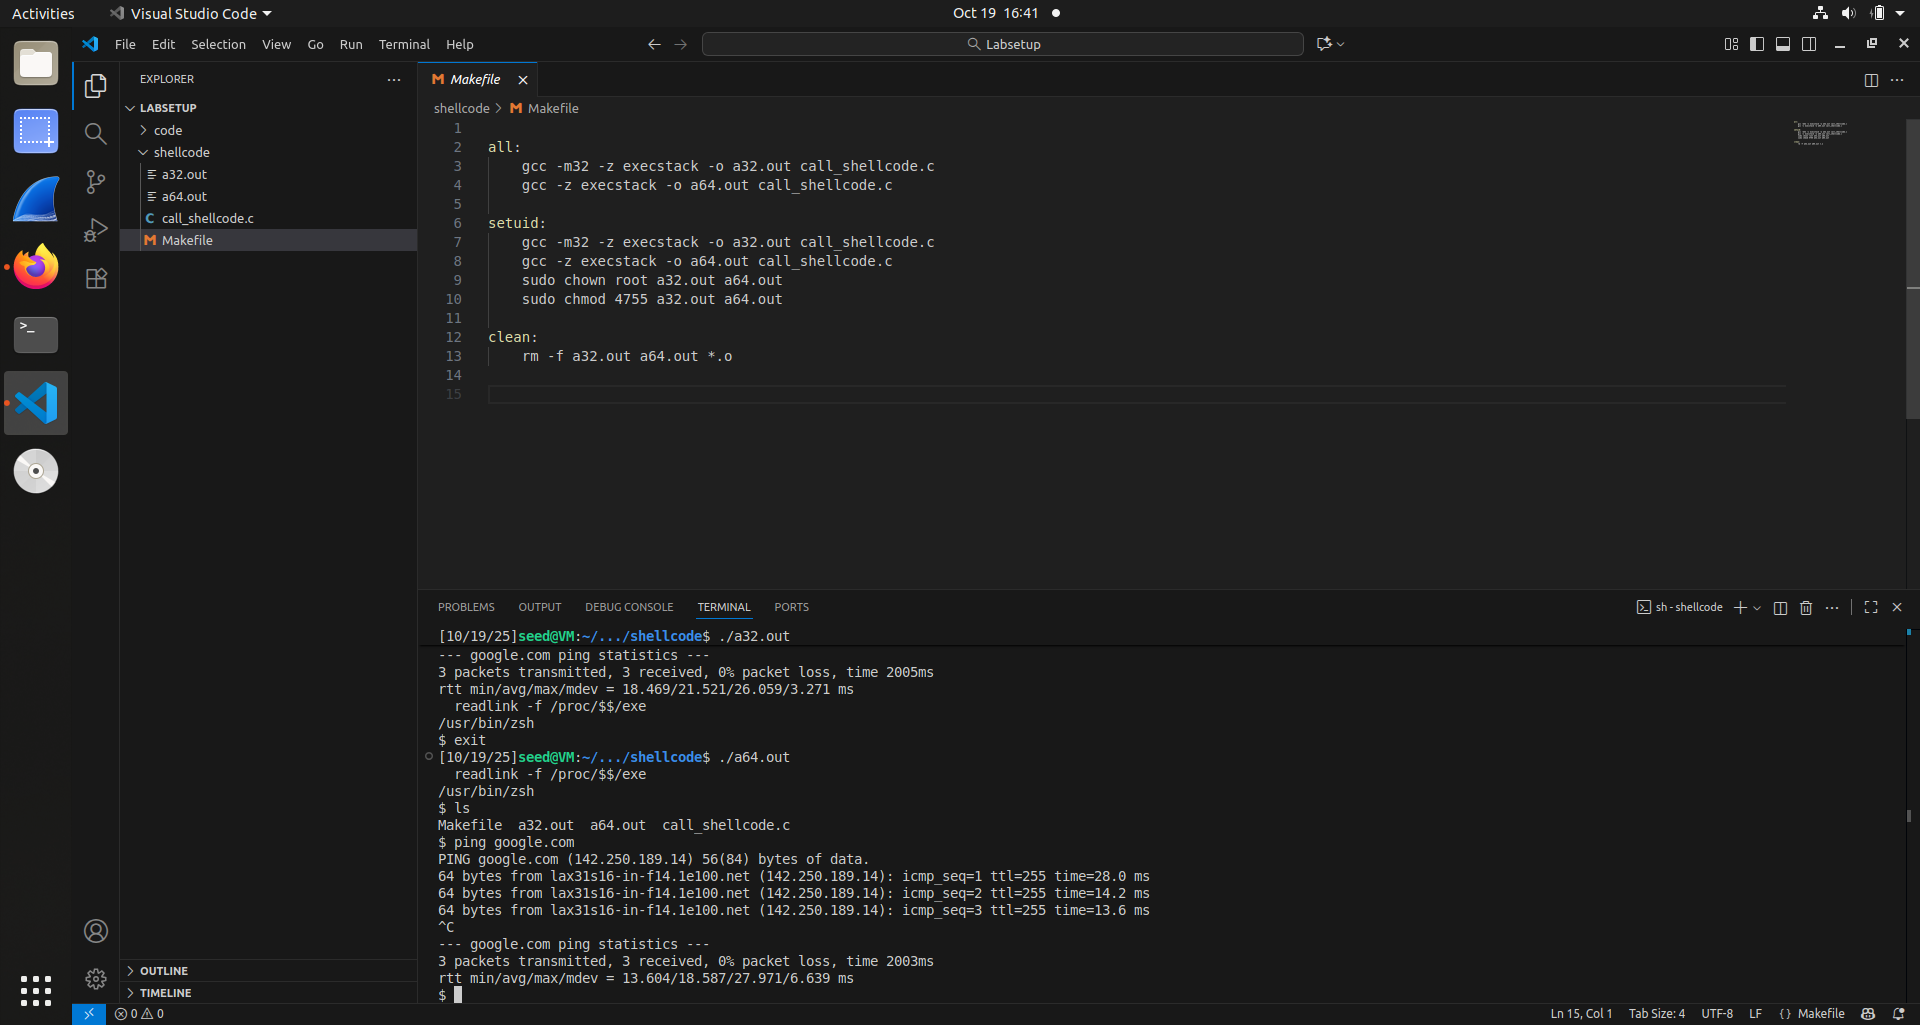 Activities
Visual Studio Code
Oct 19 16:41
File Edit Selection View Go Run Terminal Help
Labsetup
EXPLORER
Makefile
LABSETUP
code
shellcode
a32.out
a64.out
call_shellcode.c
Makefile
OUTLINE
TIMELINE
shellcode > Makefile
1
2 all:
3 gcc -m32 -z execstack -o a32.out call_shellcode.c
4 gcc -z execstack -o a64.out call_shellcode.c
5
6 setuid:
7 gcc -m32 -z execstack -o a32.out call_shellcode.c
8 gcc -z execstack -o a64.out call_shellcode.c
9 sudo chown root a32.out a64.out
10 sudo chmod 4755 a32.out a64.out
11
12 clean:
13 rm -f a32.out a64.out *.o
14
15
PROBLEMS OUTPUT DEBUG CONSOLE TERMINAL PORTS
sh - shellcode
[10/19/25]seed@VM:~/.../shellcode$ ./a32.out
--- google.com ping statistics ---
3 packets transmitted, 3 received, 0% packet loss, time 2005ms
rtt min/avg/max/mdev = 18.469/21.521/26.059/3.271 ms
readlink -f /proc/$$/exe
/usr/bin/zsh
$ exit
[10/19/25]seed@VM:~/.../shellcode$ ./a64.out
readlink -f /proc/$$/exe
/usr/bin/zsh
$ ls
Makefile a32.out a64.out call_shellcode.c
$ ping google.com
PING google.com (142.250.189.14) 56(84) bytes of data.
64 bytes from lax31s16-in-f14.1e100.net (142.250.189.14): icmp_seq=1 ttl=255 time=28.0 ms
64 bytes from lax31s16-in-f14.1e100.net (142.250.189.14): icmp_seq=2 ttl=255 time=14.2 ms
64 bytes from lax31s16-in-f14.1e100.net (142.250.189.14): icmp_seq=3 ttl=255 time=13.6 ms
^C
--- google.com ping statistics ---
3 packets transmitted, 3 received, 0% packet loss, time 2003ms
rtt min/avg/max/mdev = 13.604/18.587/27.971/6.639 ms
$
0 0
Ln 15, Col 1 Tab Size: 4 UTF-8 LF {} Makefile